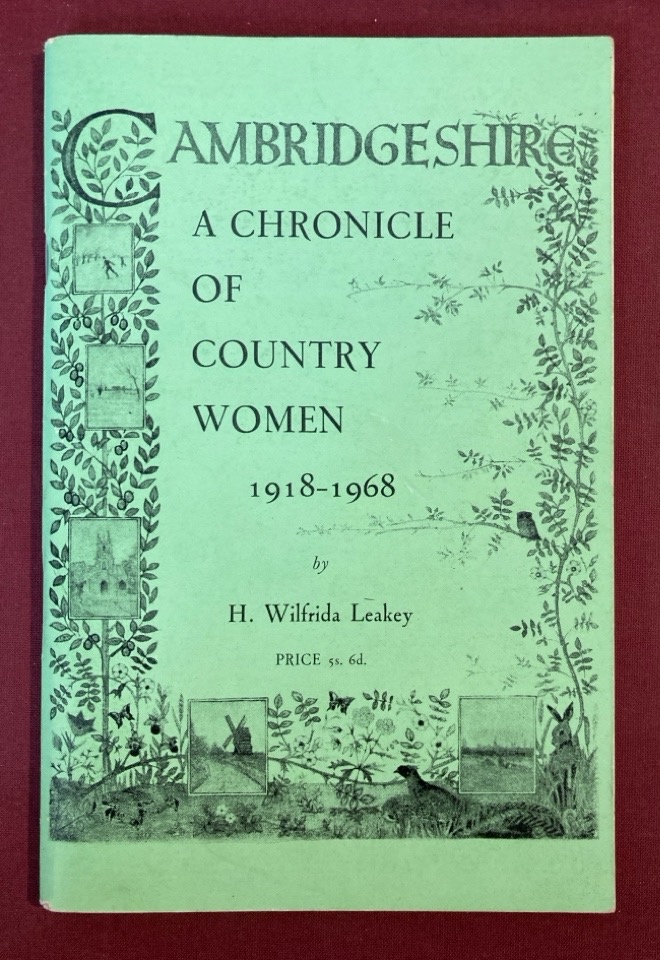 CAMBRIDGESHIRE
A CHRONICLE
OF
COUNTRY
WOMEN
1918-1968
by
H. Wilfrida Leakey
PRICE 5s. 6d.